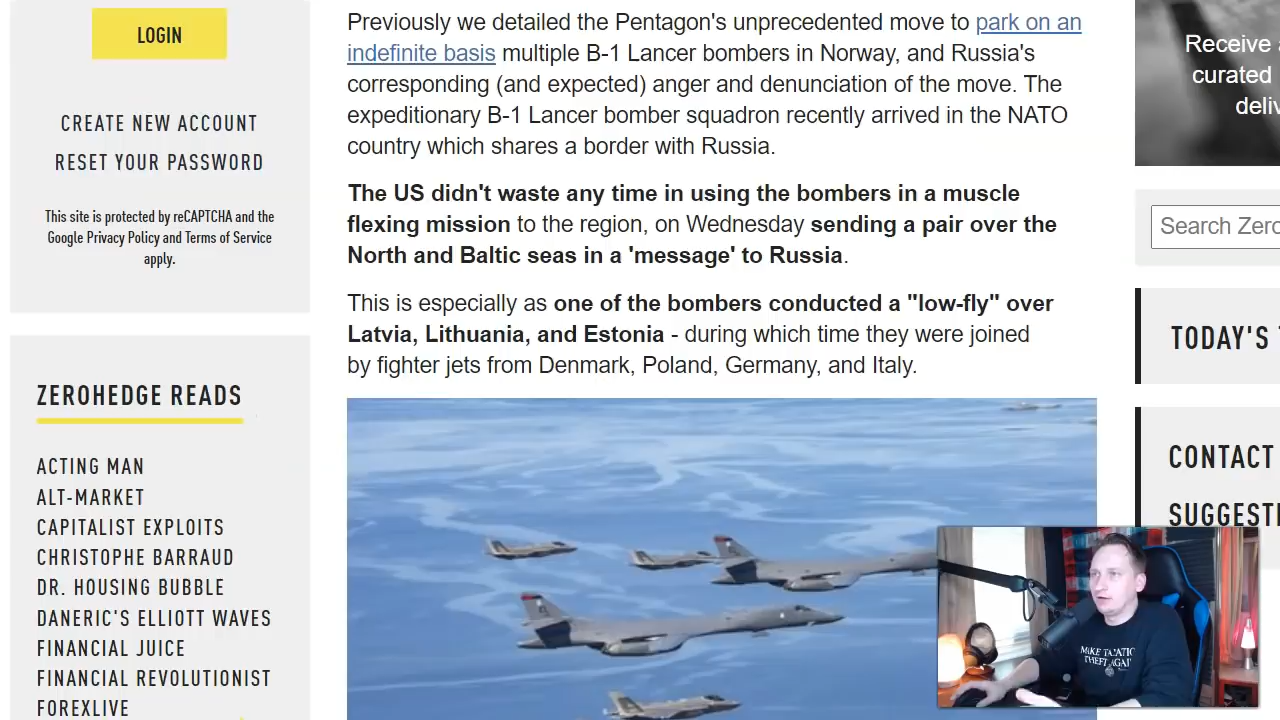 LOGIN
CREATE NEW ACCOUNT
RESET YOUR PASSWORD
This site is protected by reCAPTCHA and the
Google Privacy Policy and Terms of Service
apply.
ZEROHEDGE READS
ACTING MAN
ALT-MARKET
CAPITALIST EXPLOITS
CHRISTOPHE BARRAUD
DR. HOUSING BUBBLE
DANERIC'S ELLIOTT WAVES
FINANCIAL JUICE
FINANCIAL REVOLUTIONIST
FOREXLIVE
Previously we detailed the Pentagon's unprecedented move to park on an
indefinite basis multiple B-1 Lancer bombers in Norway, and Russia's
corresponding (and expected) anger and denunciation of the move. The
expeditionary B-1 Lancer bomber squadron recently arrived in the NATO
country which shares a border with Russia.
The US didn't waste any time in using the bombers in a muscle
flexing mission to the region, on Wednesday sending a pair over the
North and Baltic seas in a 'message' to Russia.
This is especially as one of the bombers conducted a "low-fly" over
Latvia, Lithuania, and Estonia - during which time they were joined
by fighter jets from Denmark, Poland, Germany, and Italy.
Receive
curated
deliv
Search Zero
TODAY'S
CONTACT
SUGGEST